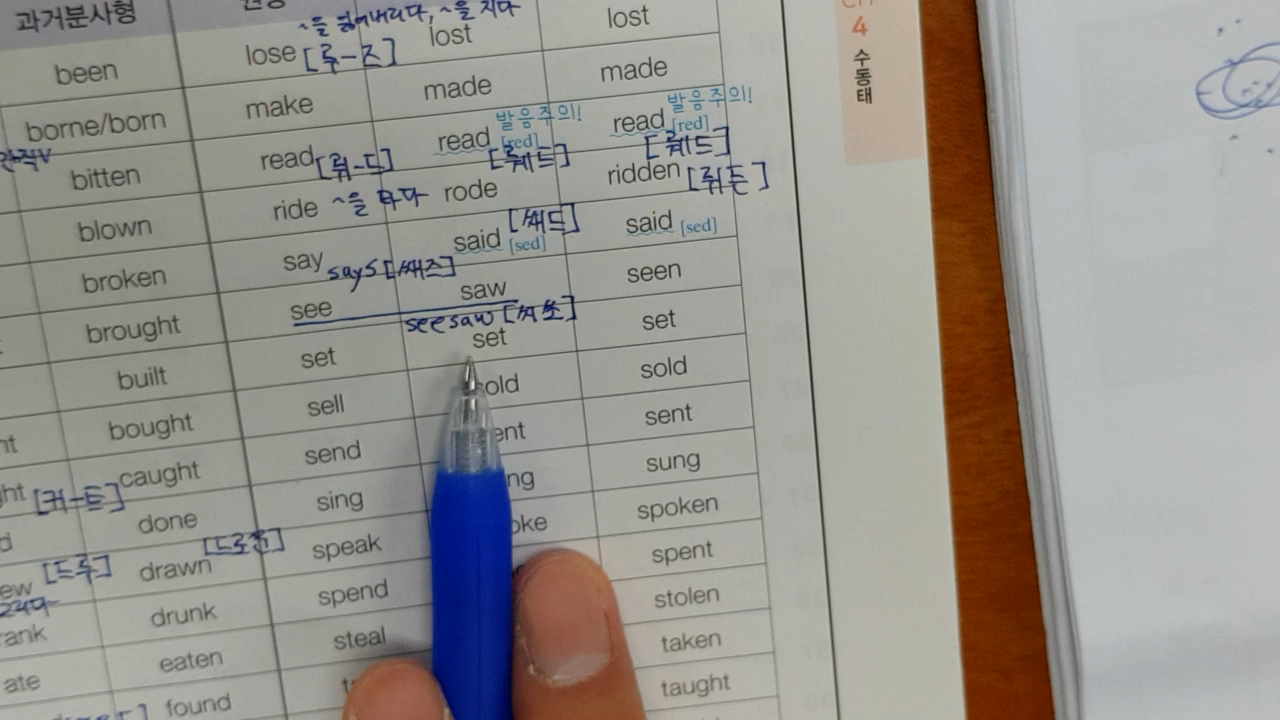 과거분사형
~을 잃어버리다, ~을 지다
lost
CH
been lose [루-즈] lost
4
made
수동태
borne/born make made
발음주의!
발음주의!
read [red]
read [red]
[뤠드]
bitten read [뤼-드] [뤠드]
ridden [뤼든]
blown ride ~을 타다 rode
[쎄드]
said [sed]
said [sed]
broken say says [쎄즈]
seen
saw
brought see
seesaw [씨쏘]
set
set
built set
sold
bought sell
sent
caught send
sung
[커-트]
done sing
spoken
[드로흔]
drawn speak
spent
[드루]
drunk spend
stolen
eaten steal
taken
ate
found
taught